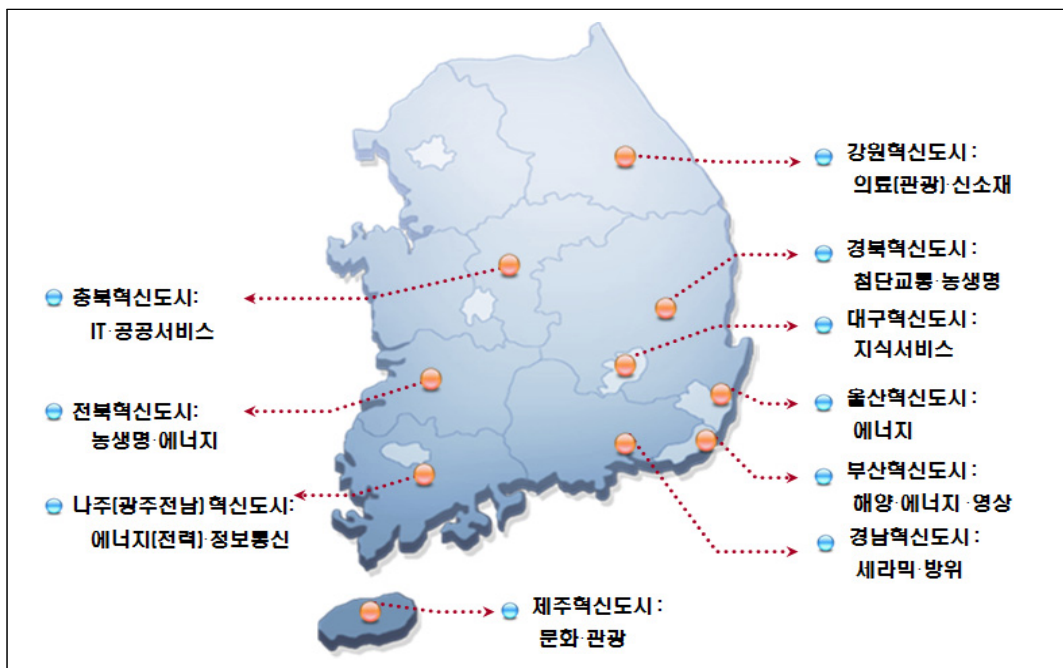 강원혁신도시 :
의료(관광)·신소재
경북혁신도시 :
첨단교통·농생명
대구혁신도시 :
지식서비스
울산혁신도시 :
에너지
부산혁신도시 :
해양·에너지·영상
경남혁신도시 :
세라믹·방위
충북혁신도시:
IT·공공서비스
전북혁신도시:
농생명·에너지
나주(광주전남) 혁신도시:
에너지(전력)·정보통신
제주혁신도시 :
문화·관광